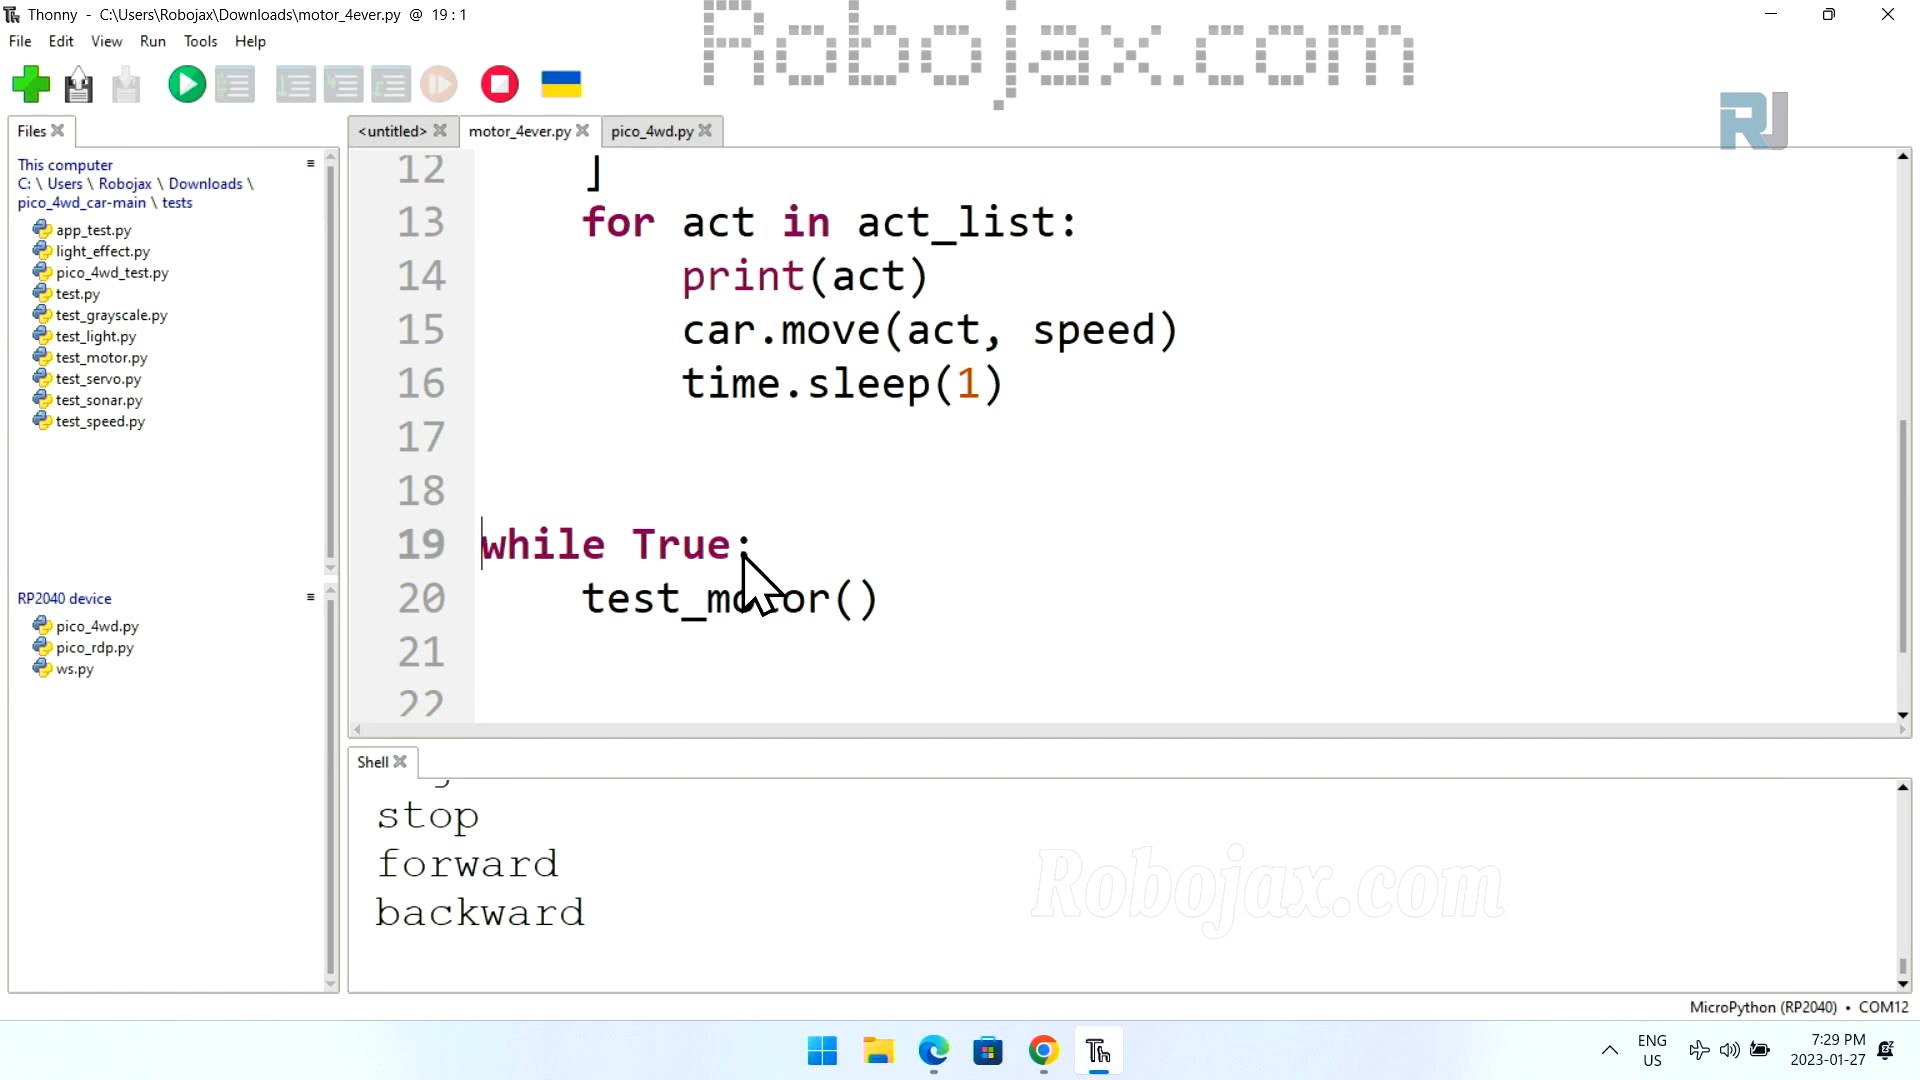 Th Thonny - C:\Users\Robojax\Downloads\motor_4ever.py @ 19 : 1
Robojax.com
File Edit View Run Tools Help
RJ
Files
<untitled> motor_4ever.py pico_4wd.py
This computer
C: \ Users \ Robojax \ Downloads \
pico_4wd_car-main \ tests
app_test.py
light_effect.py
pico_4wd_test.py
test.py
test_grayscale.py
test_light.py
test_motor.py
test_servo.py
test_sonar.py
test_speed.py
RP2040 device
pico_4wd.py
pico_rdp.py
ws.py
12 ]
13 for act in act_list:
14 print(act)
15 car.move(act, speed)
16 time.sleep(1)
17
18
19 while True:
20 test_motor()
21
22
Shell
stop
forward
backward
Robojax.com
MicroPython (RP2040) • COM12
Th
ENG
US
7:29 PM
2023-01-27